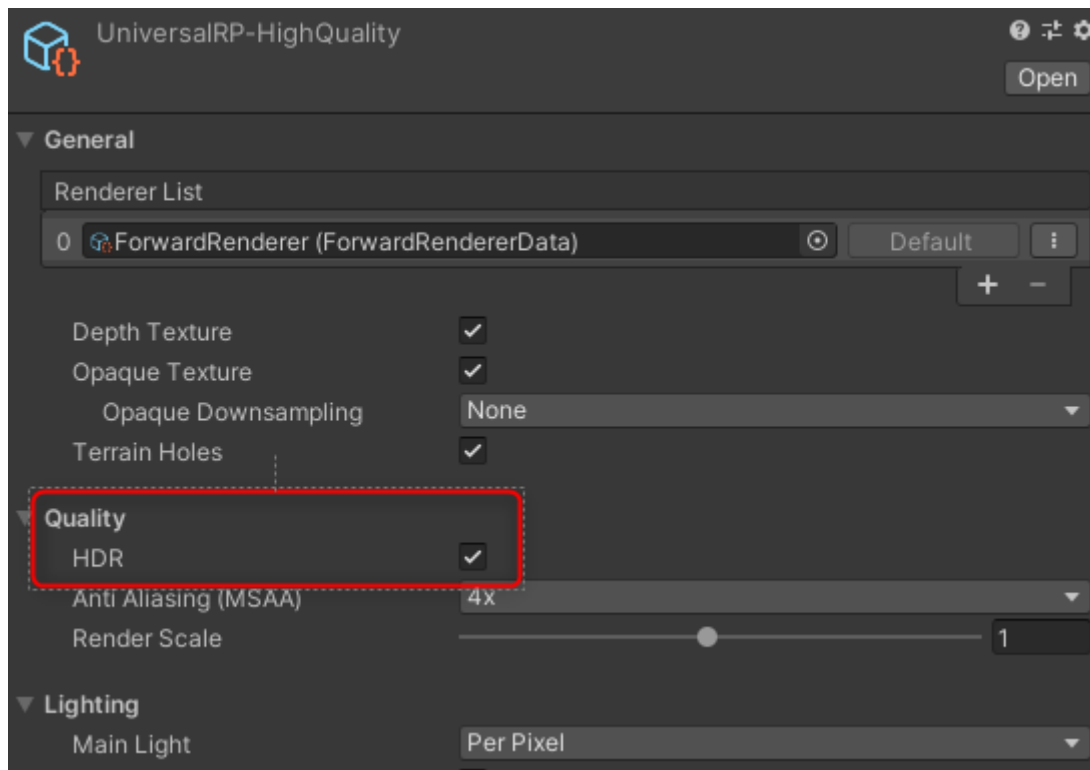 UniversalRP-HighQuality
Open
General
Renderer List
0 ForwardRenderer (ForwardRendererData) Default
Depth Texture
Opaque Texture
Opaque Downsampling None
Terrain Holes
Quality
HDR
Anti Aliasing (MSAA) 4x
Render Scale 1
Lighting
Main Light Per Pixel